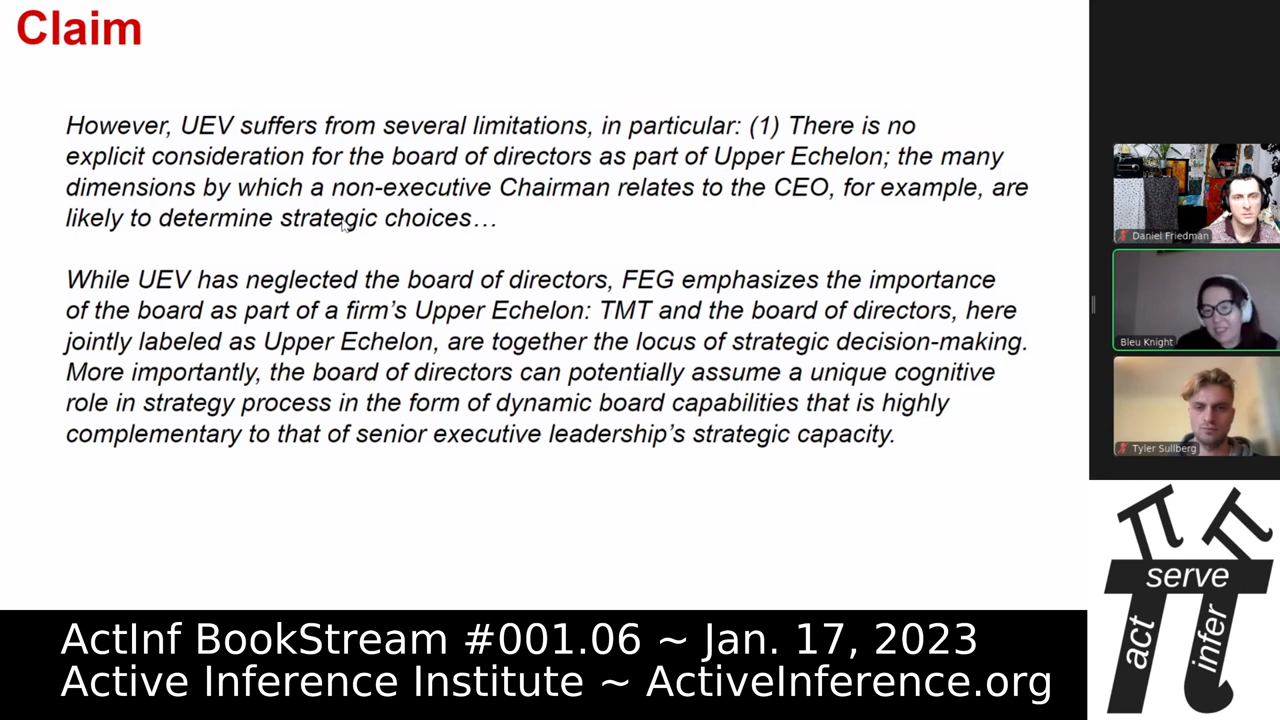 Claim
However, UEV suffers from several limitations, in particular: (1) There is no
explicit consideration for the board of directors as part of Upper Echelon; the many
dimensions by which a non-executive Chairman relates to the CEO, for example, are
likely to determine strategic choices…
While UEV has neglected the board of directors, FEG emphasizes the importance
of the board as part of a firm’s Upper Echelon: TMT and the board of directors, here
jointly labeled as Upper Echelon, are together the locus of strategic decision-making.
More importantly, the board of directors can potentially assume a unique cognitive
role in strategy process in the form of dynamic board capabilities that is highly
complementary to that of senior executive leadership’s strategic capacity.
Daniel Friedman
Bleu Knight
Tyler Sullberg
serve
act
infer
ActInf BookStream #001.06 ~ Jan. 17, 2023
Active Inference Institute ~ ActiveInference.org